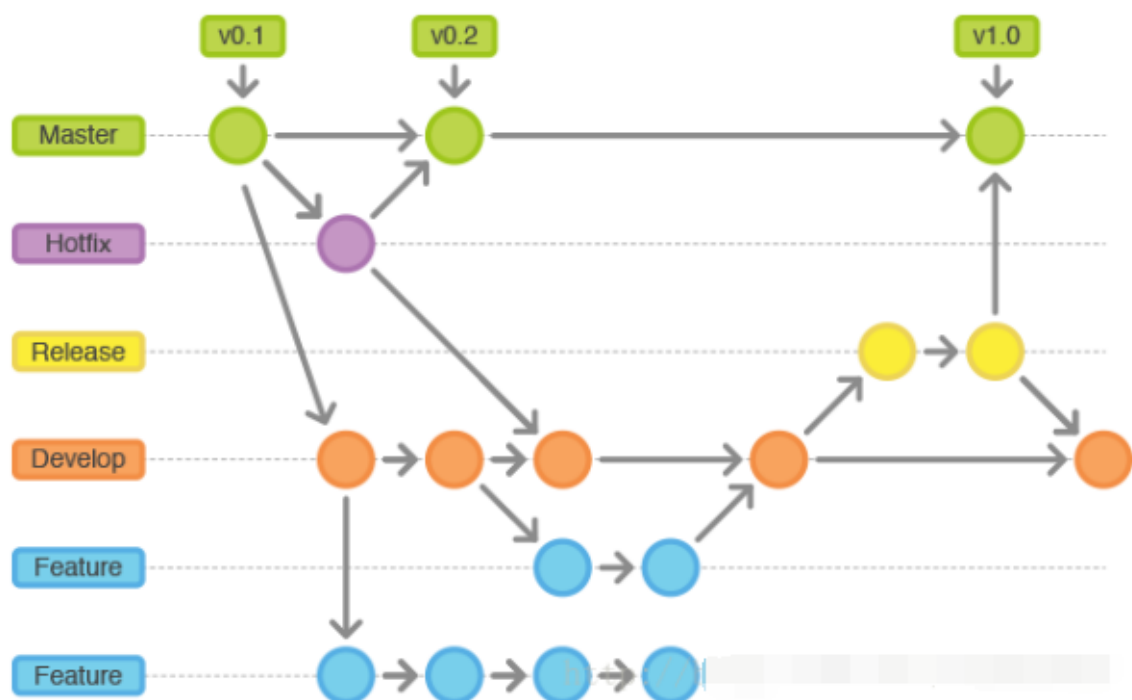 v0.1
v0.2
v1.0
Master
Hotfix
Release
Develop
Feature
Feature